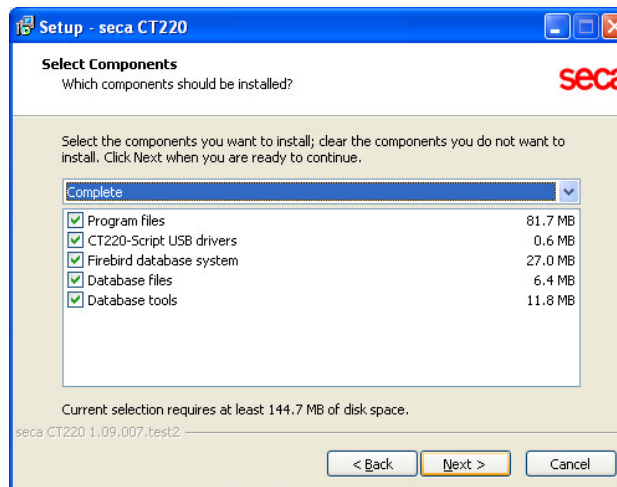 Setup - seca CT220
Select Components
Which components should be installed?
seca
Select the components you want to install; clear the components you do not want to
install. Click Next when you are ready to continue.
Complete
Program files 81.7 MB
CT220-Script USB drivers 0.6 MB
Firebird database system 27.0 MB
Database files 6.4 MB
Database tools 11.8 MB
Current selection requires at least 144.7 MB of disk space.
seca CT220 1.09.007.test2
< Back Next > Cancel